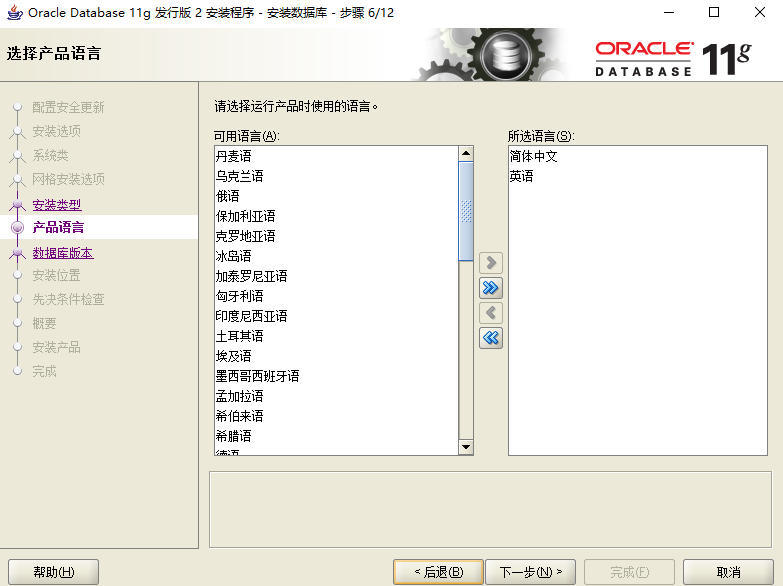 Oracle Database 11g 发行版 2 安装程序 - 安装数据库 - 步骤 6/12
选择产品语言
ORACLE
DATABASE
11g
配置安全更新
安装选项
系统类
网格安装选项
安装类型
产品语言
数据库版本
安装位置
先决条件检查
概要
安装产品
完成
请选择运行产品时使用的语言。
可用语言(A):
丹麦语
乌克兰语
俄语
保加利亚语
克罗地亚语
冰岛语
加泰罗尼亚语
匈牙利语
印度尼西亚语
土耳其语
埃及语
墨西哥西班牙语
孟加拉语
希伯来语
希腊语
德语
所选语言(S):
简体中文
英语
帮助(H)
< 后退(B)
下一步(N) >
完成(F)
取消